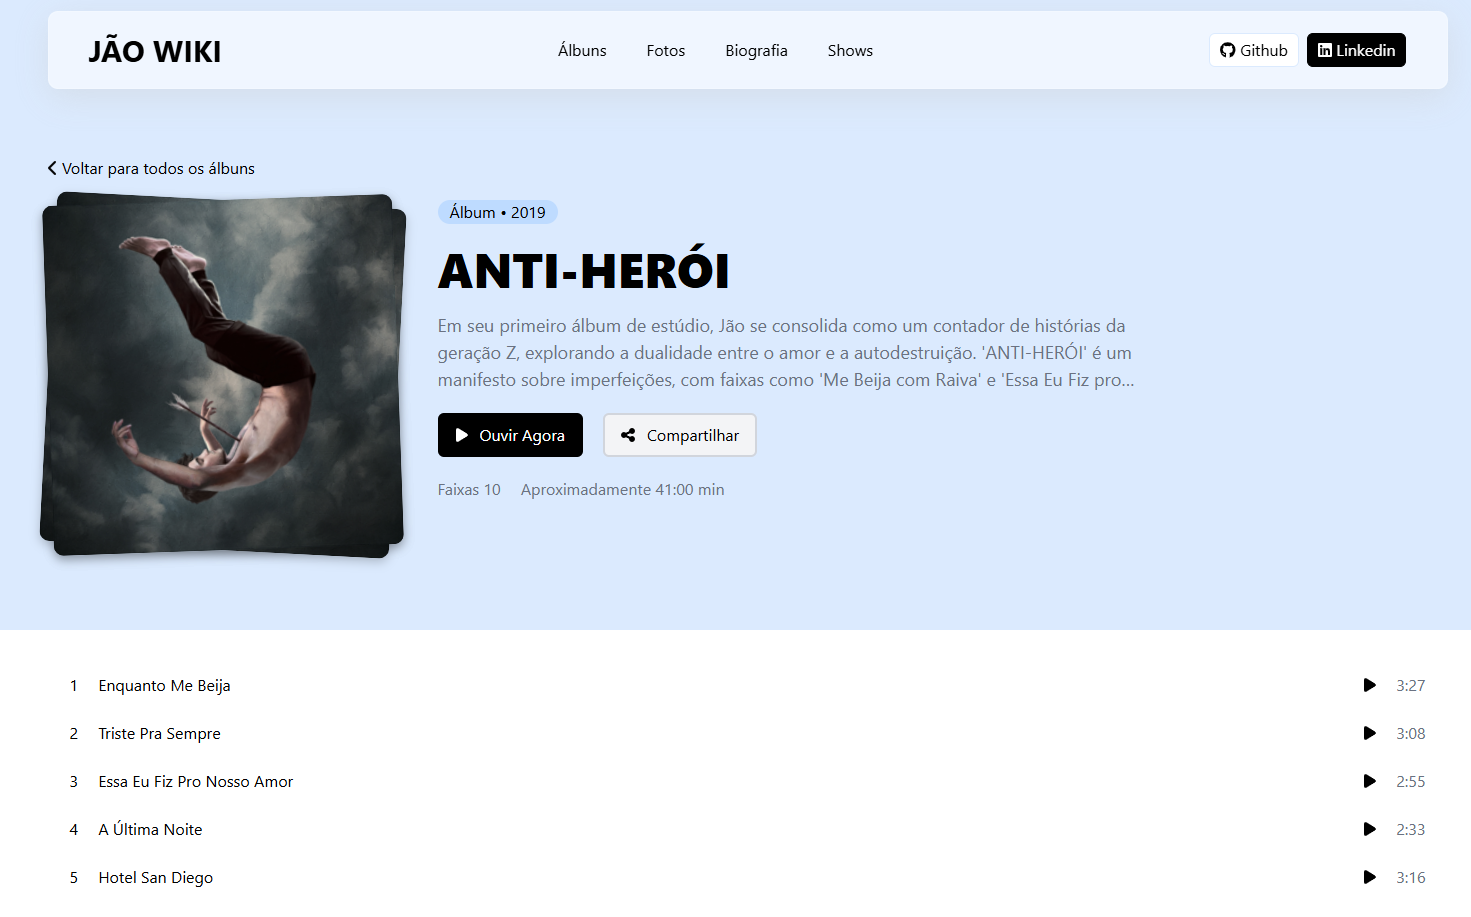 JÃO WIKI
Álbuns
Fotos
Biografia
Shows
Github
Linkedin
Voltar para todos os álbuns
Álbum • 2019
ANTI-HERÓI
Em seu primeiro álbum de estúdio, Jão se consolida como um contador de histórias da
geração Z, explorando a dualidade entre o amor e a autodestruição. 'ANTI-HERÓI' é um
manifesto sobre imperfeições, com faixas como 'Me Beija com Raiva' e 'Essa Eu Fiz pro...
Ouvir Agora
Compartilhar
Faixas 10 Aproximadamente 41:00 min
1 Enquanto Me Beija 3:27
2 Triste Pra Sempre 3:08
3 Essa Eu Fiz Pro Nosso Amor 2:55
4 A Última Noite 2:33
5 Hotel San Diego 3:16